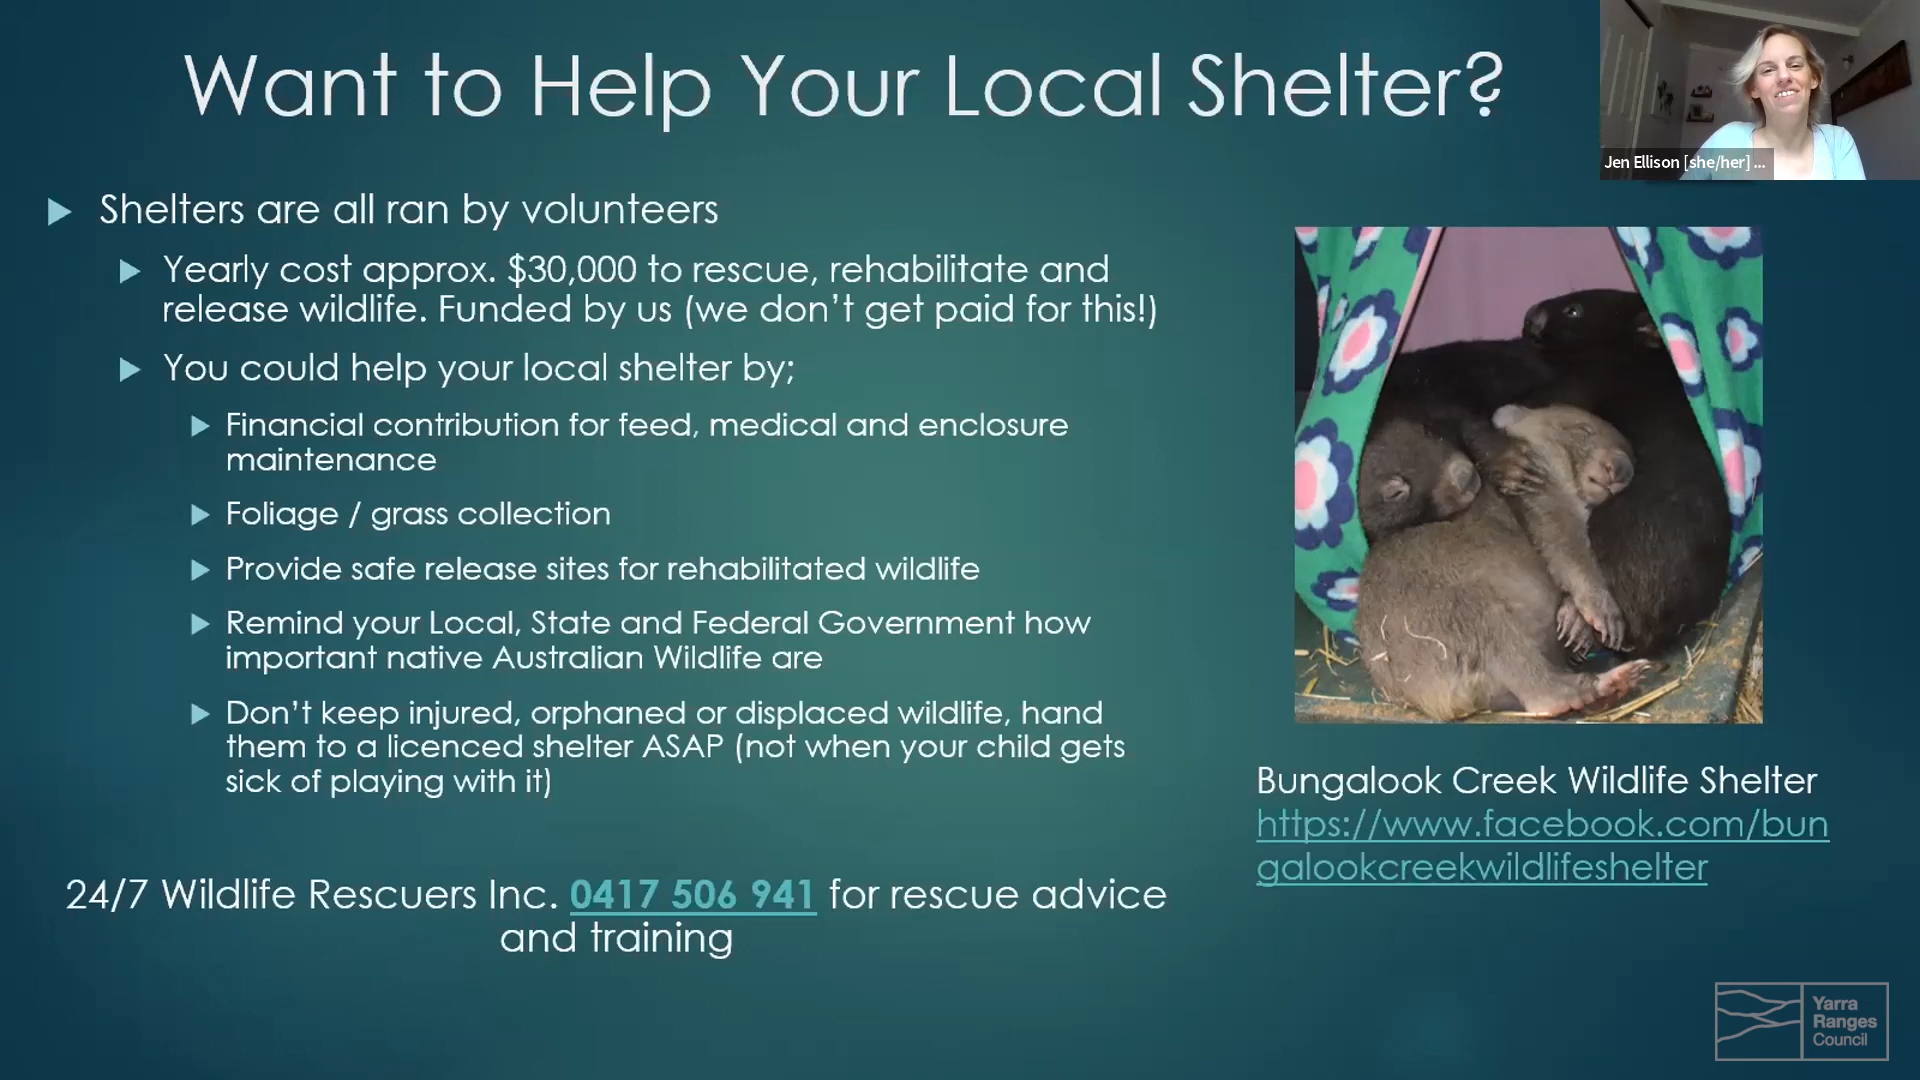 Want to Help Your Local Shelter?
Jen Ellison [she/her] ...
Shelters are all ran by volunteers
Yearly cost approx. $30,000 to rescue, rehabilitate and
release wildlife. Funded by us (we don't get paid for this!)
You could help your local shelter by;
Financial contribution for feed, medical and enclosure
maintenance
Foliage / grass collection
Provide safe release sites for rehabilitated wildlife
Remind your Local, State and Federal Government how
important native Australian Wildlife are
Don't keep injured, orphaned or displaced wildlife, hand
them to a licenced shelter ASAP (not when your child gets
sick of playing with it)
Bungalook Creek Wildlife Shelter
https://www.facebook.com/bun
galookcreekwildlifeshelter
24/7 Wildlife Rescuers Inc. 0417 506 941 for rescue advice
and training
Yarra
Ranges
Council